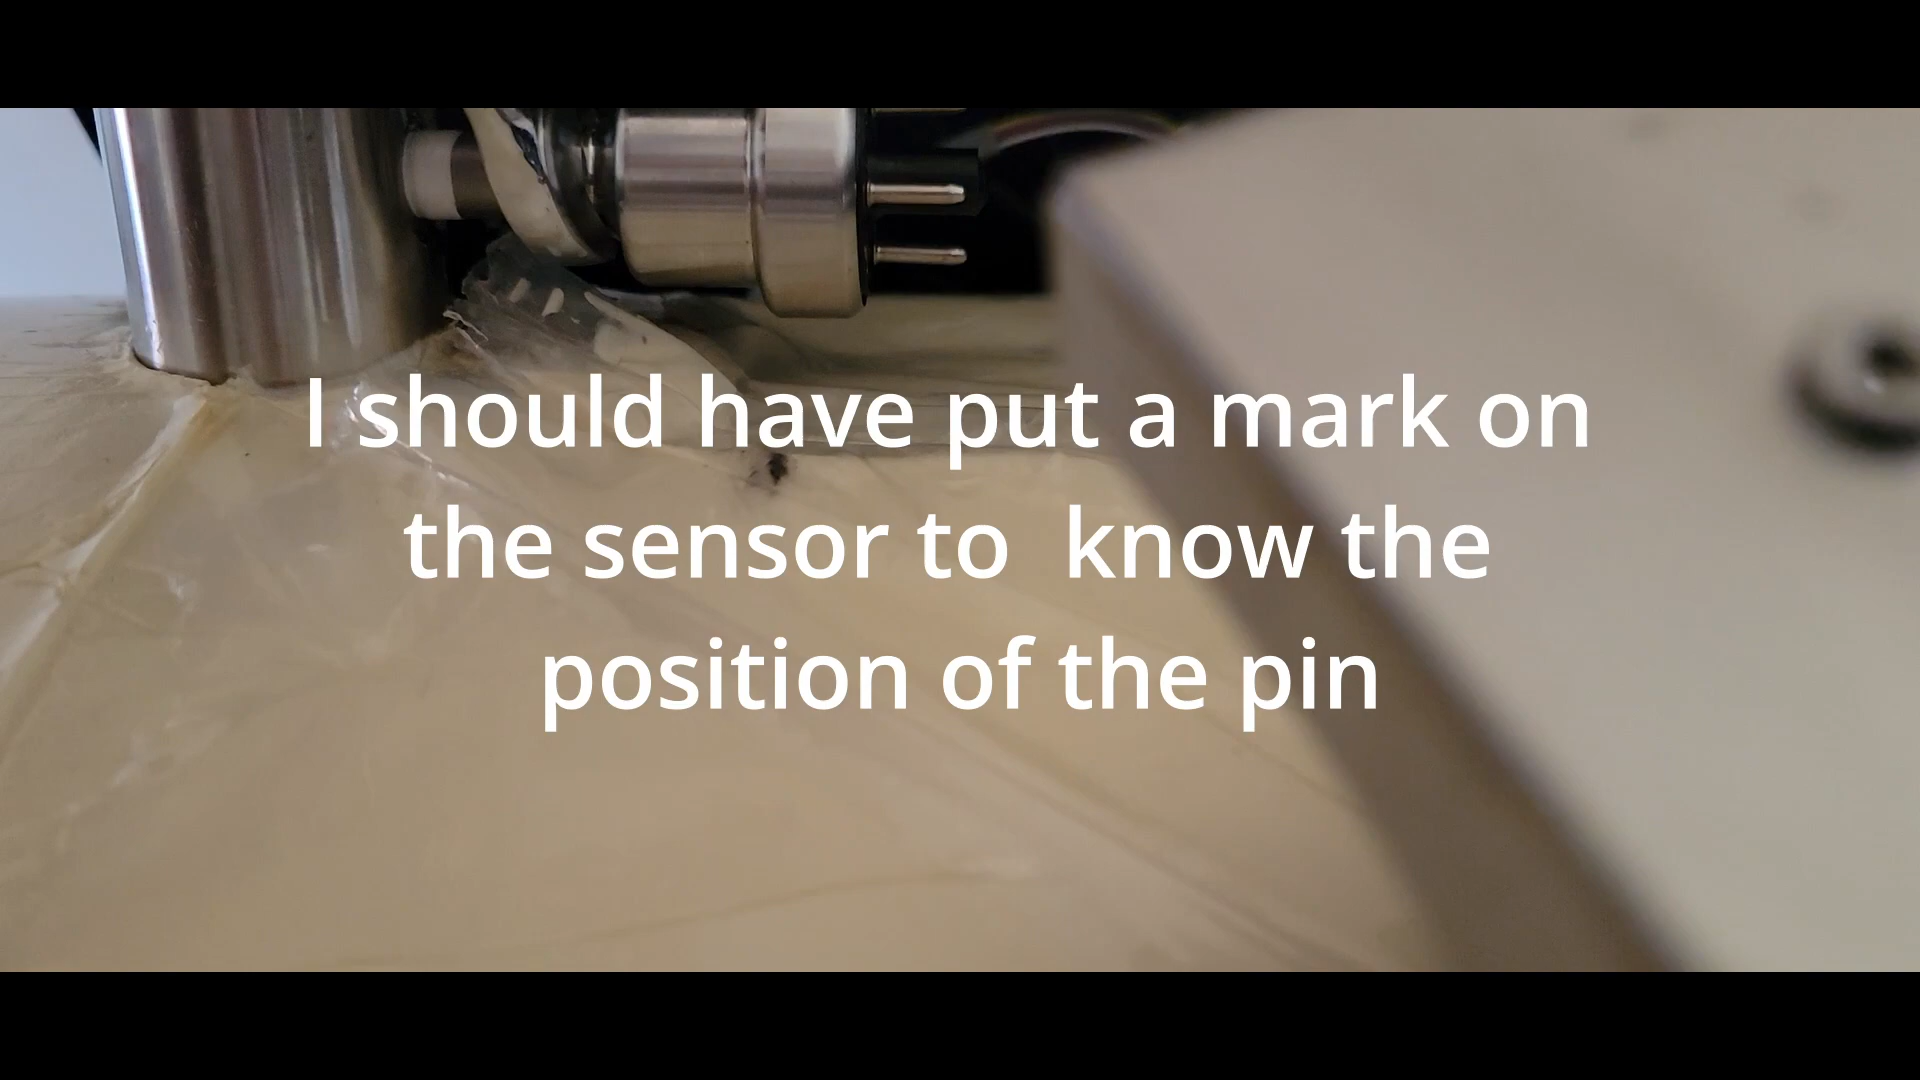 I should have put a mark on
the sensor to  know the
position of the pin